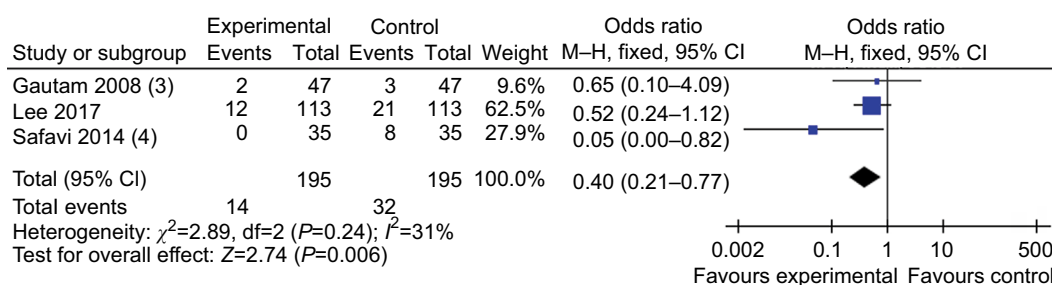 Experimental Control Odds ratio Odds ratio
Study or subgroup Events Total Events Total Weight M–H, fixed, 95% CI M–H, fixed, 95% CI
Gautam 2008 (3) 2 47 3 47 9.6% 0.65 (0.10–4.09)
Lee 2017 12 113 21 113 62.5% 0.52 (0.24–1.12)
Safavi 2014 (4) 0 35 8 35 27.9% 0.05 (0.00–0.82)
Total (95% CI) 195 195 100.0% 0.40 (0.21–0.77)
Total events 14 32
Heterogeneity: χ²=2.89, df=2 (P=0.24); I²=31%
Test for overall effect: Z=2.74 (P=0.006)
0.002 0.1 1 10 500
Favours experimental Favours control